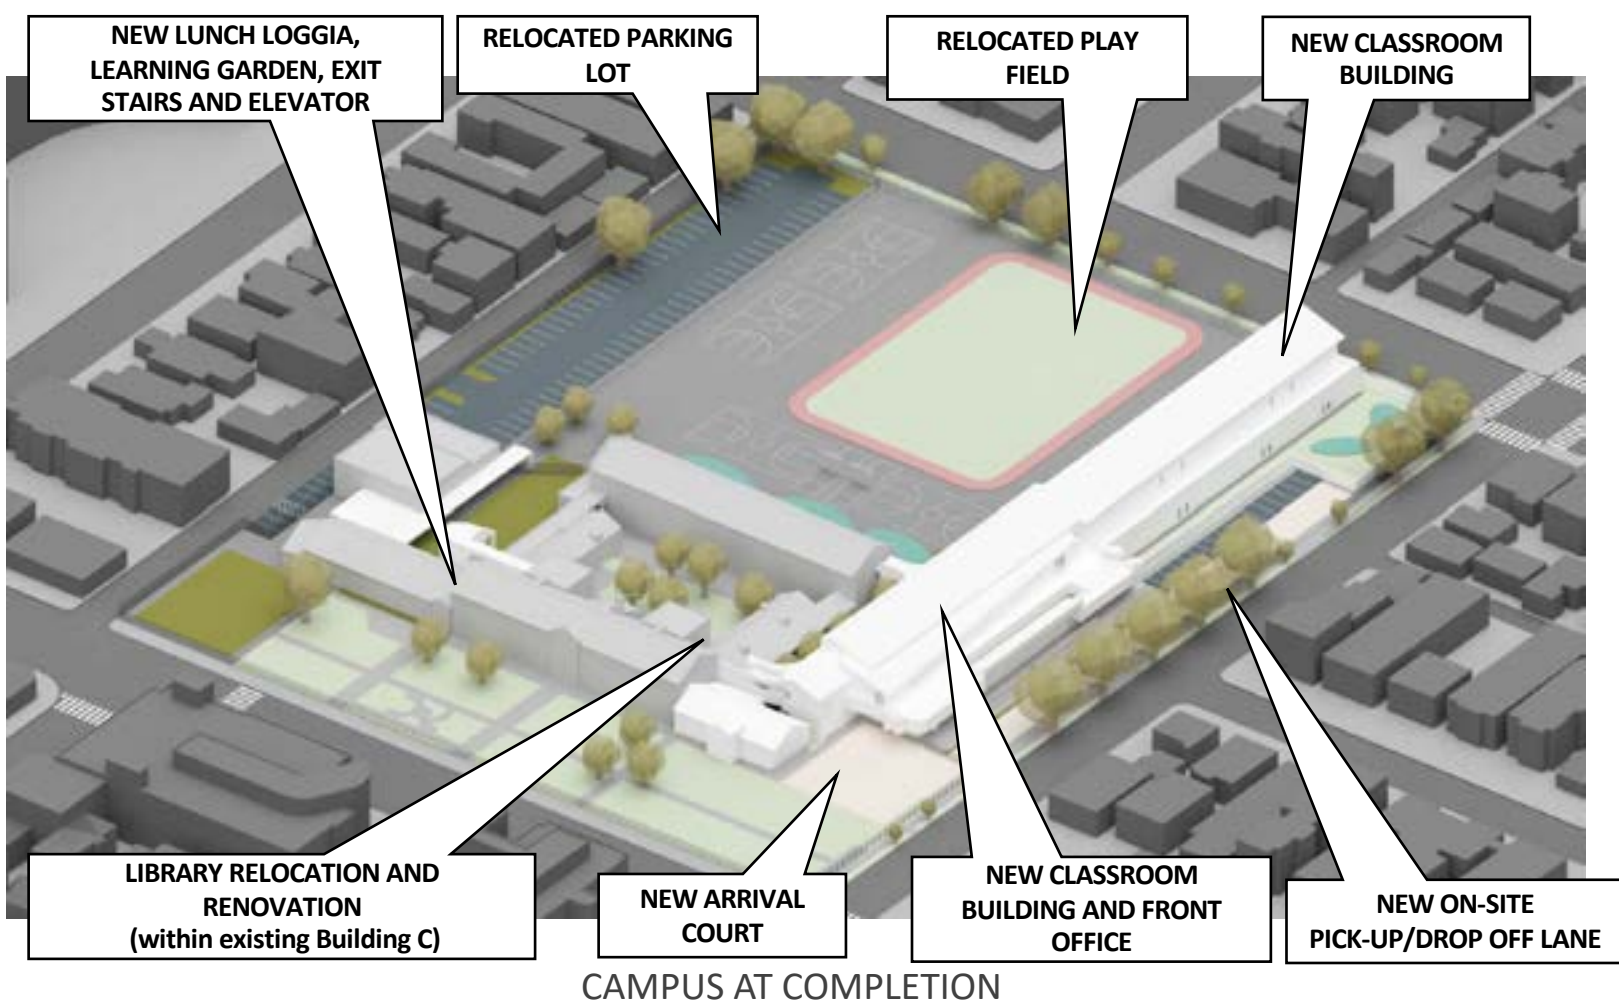 NEW LUNCH LOGGIA,
LEARNING GARDEN, EXIT
STAIRS AND ELEVATOR
RELOCATED PARKING
LOT
RELOCATED PLAY
FIELD
NEW CLASSROOM
BUILDING
LIBRARY RELOCATION AND
RENOVATION
(within existing Building C)
NEW ARRIVAL
COURT
NEW CLASSROOM
BUILDING AND FRONT
OFFICE
NEW ON-SITE
PICK-UP/DROP OFF LANE
CAMPUS AT COMPLETION